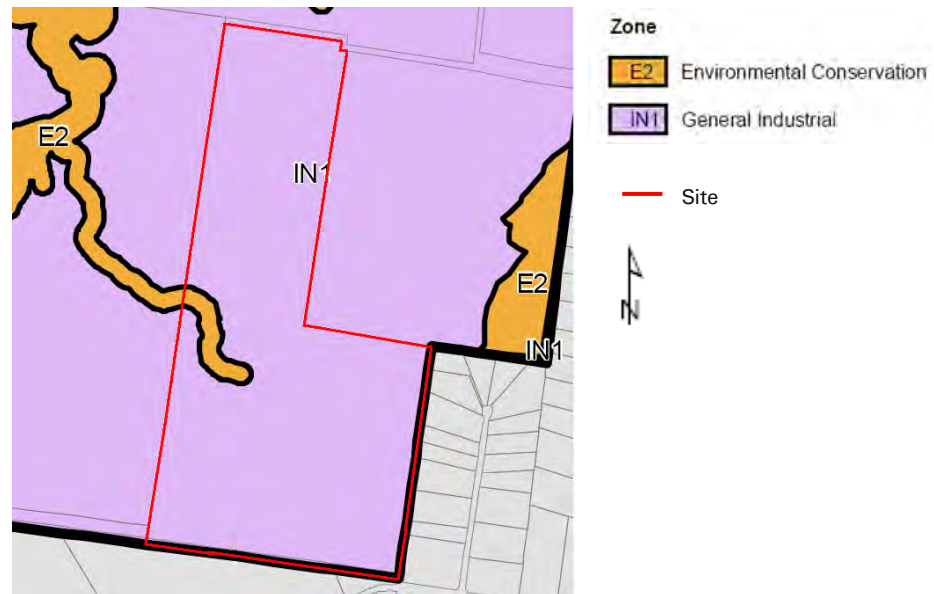 E2
IN1
E2
IN1
Zone
E2 Environmental Conservation
IN1 General Industrial
Site
N